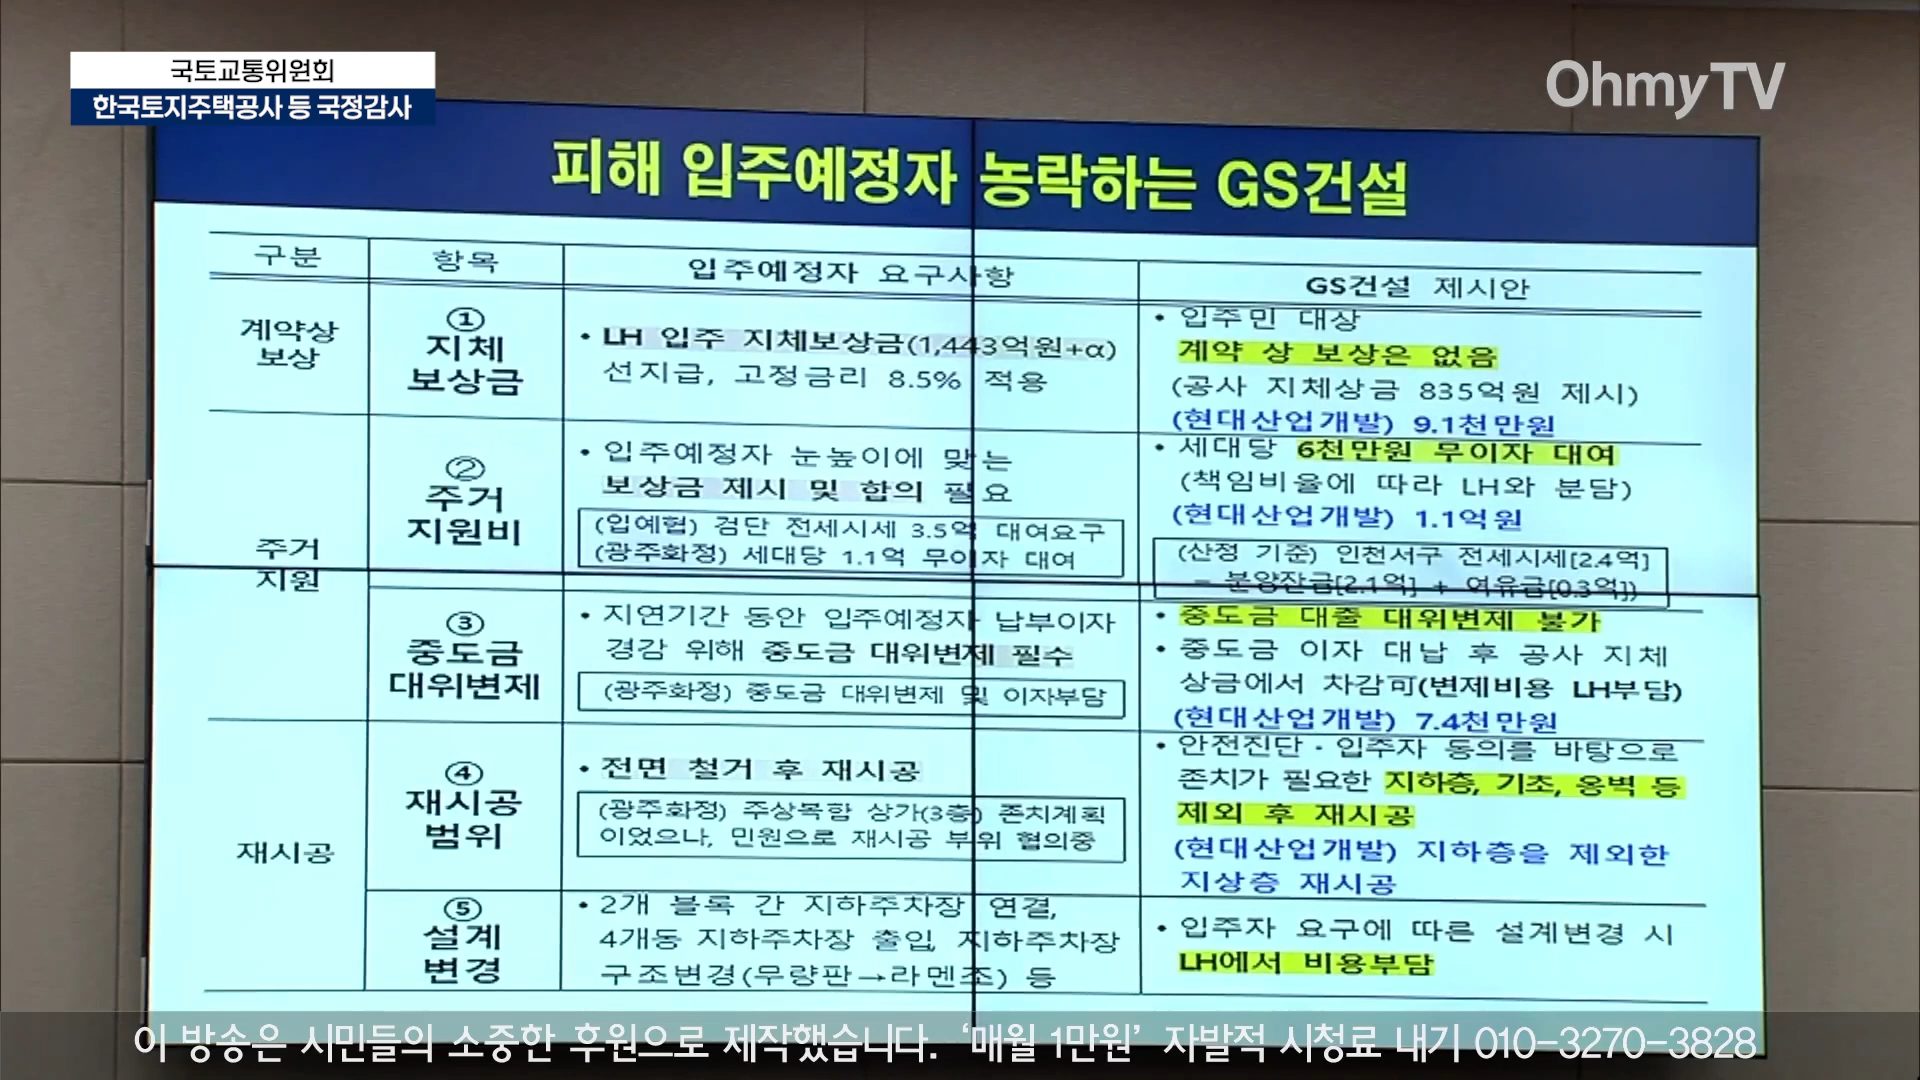 국토교통위원회
한국토지주택공사 등 국정감사
OhmyTV
피해 입주예정자 농락하는 GS건설
구분
항목
입주예정자 요구사항
GS건설 제시안
계약상
보상
①
지체
보상금
• LH 입주 지체보상금(1,443억원+α)
선지급, 고정금리 8.5% 적용
• 입주민 대상
계약 상 보상은 없음
(공사 지체상금 835억원 제시)
(현대산업개발) 9.1천만원
주거
지원
②
주거
지원비
• 입주예정자 눈높이에 맞는
보상금 제시 및 합의 필요
(입예협) 검단 전세시세 3.5억 대여요구
(광주화정) 세대당 1.1억 무이자 대여
• 세대당 6천만원 무이자 대여
(책임비율에 따라 LH와 분담)
(현대산업개발) 1.1억원
(산정 기준) 인천서구 전세시세[2.4억]
- 분양잔금[2.1억] + 여유금[0.3억])
③
중도금
대위변제
• 지연기간 동안 입주예정자 납부이자
경감 위해 중도금 대위변제 필수
(광주화정) 중도금 대위변제 및 이자부담
• 중도금 대출 대위변제 불가
• 중도금 이자 대납 후 공사 지체
상금에서 차감可(변제비용 LH부담)
(현대산업개발) 7.4천만원
재시공
④
재시공
범위
• 전면 철거 후 재시공
(광주화정) 주상복합 상가(3층) 존치계획
이었으나, 민원으로 재시공 부위 협의중
• 안전진단·입주자 동의를 바탕으로
존치가 필요한 지하층, 기초, 옹벽 등
제외 후 재시공
(현대산업개발) 지하층을 제외한
지상층 재시공
⑤
설계
변경
• 2개 블록 간 지하주차장 연결,
4개동 지하주차장 출입, 지하주차장
구조변경(무량판→라멘조) 등
• 입주자 요구에 따른 설계변경 시
LH에서 비용부담
이 방송은 시민들의 소중한 후원으로 제작했습니다. ‘매월 1만원’ 자발적 시청료 내기 010-3270-3828